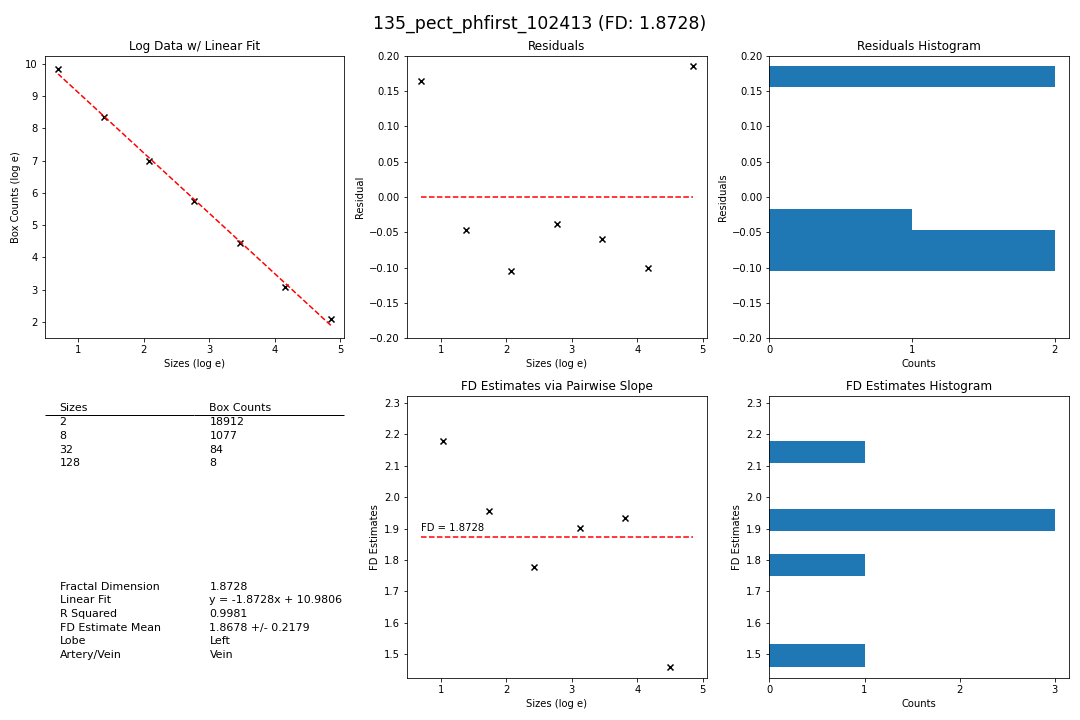 135_pect_phfirst_102413 (FD: 1.8728)
Log Data w/ Linear Fit
Box Counts (log e)
10
9
8
7
6
5
4
3
2
1
2
3
4
5
Sizes (log e)
Residuals
Residual
0.20
0.15
0.10
0.05
0.00
−0.05
−0.10
−0.15
−0.20
1
2
3
4
5
Sizes (log e)
Residuals Histogram
Residuals
0.20
0.15
0.10
0.05
0.00
−0.05
−0.10
−0.15
−0.20
0
1
2
Counts
Sizes Box Counts
2 18912
8 1077
32 84
128 8
Fractal Dimension 1.8728
Linear Fit y = -1.8728x + 10.9806
R Squared 0.9981
FD Estimate Mean 1.8678 +/- 0.2179
Lobe Left
Artery/Vein Vein
FD Estimates via Pairwise Slope
FD Estimates
2.3
2.2
2.1
2.0
1.9
1.8
1.7
1.6
1.5
FD = 1.8728
1
2
3
4
5
Sizes (log e)
FD Estimates Histogram
FD Estimates
2.3
2.2
2.1
2.0
1.9
1.8
1.7
1.6
1.5
0
1
2
3
Counts